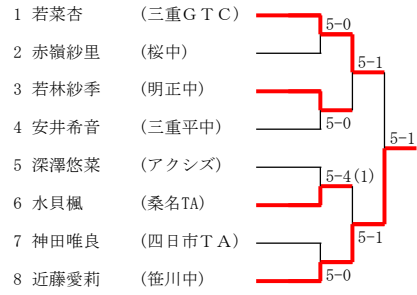 1 若菜杏 (三重GTC)
5-0
2 赤嶺紗里 (桜中)
5-1
3 若林紗季 (明正中)
5-0
4 安井希音 (三重平中)
5-1
5 深澤悠菜 (アクシズ)
5-4(1)
6 水貝楓 (桑名TA)
7 神田唯良 (四日市TA)
5-1
8 近藤愛莉 (笹川中)
5-0